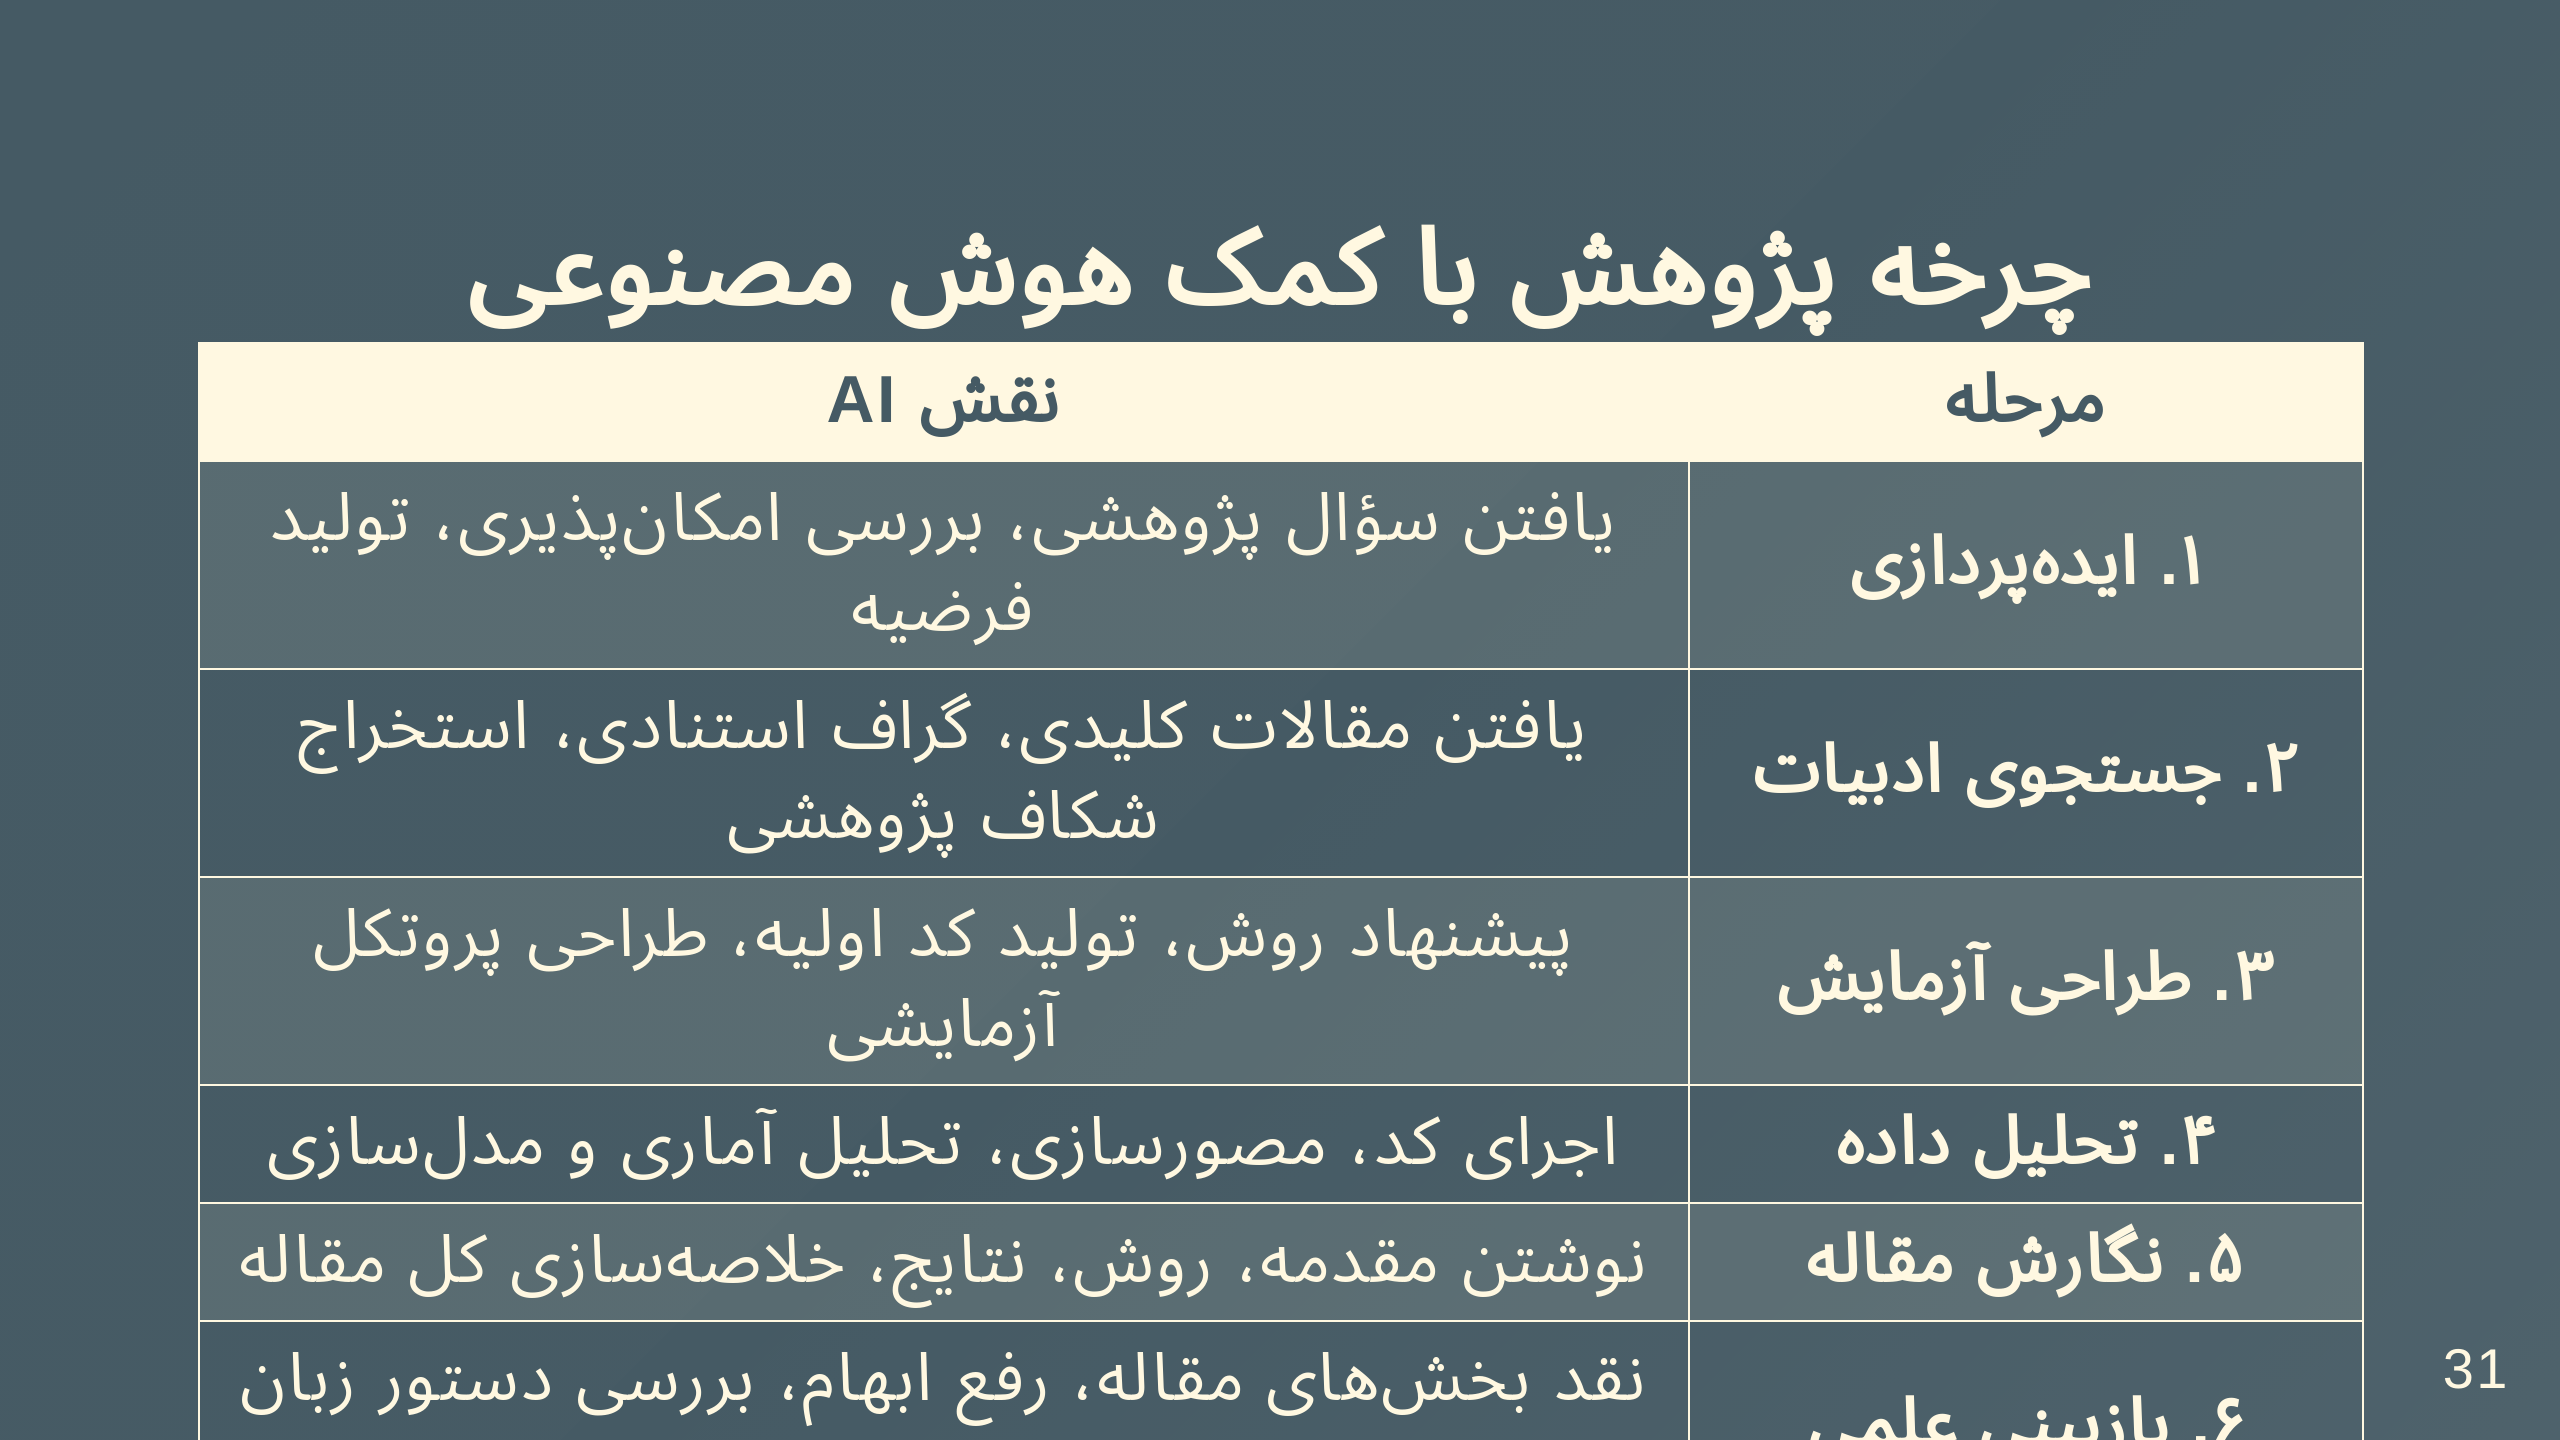 چرخه پژوهش با کمک هوش مصنوعی
مرحله
نقش AI
۱. ایده‌پردازی
یافتن سؤال پژوهشی، بررسی امکان‌پذیری، تولید
فرضیه
۲. جستجوی ادبیات
یافتن مقالات کلیدی، گراف استنادی، استخراج
شکاف پژوهشی
۳. طراحی آزمایش
پیشنهاد روش، تولید کد اولیه، طراحی پروتکل
آزمایشی
۴. تحلیل داده
اجرای کد، مصورسازی، تحلیل آماری و مدل‌سازی
۵. نگارش مقاله
نوشتن مقدمه، روش، نتایج، خلاصه‌سازی کل مقاله
۶. بازبینی علمی
نقد بخش‌های مقاله، رفع ابهام، بررسی دستور زبان
31